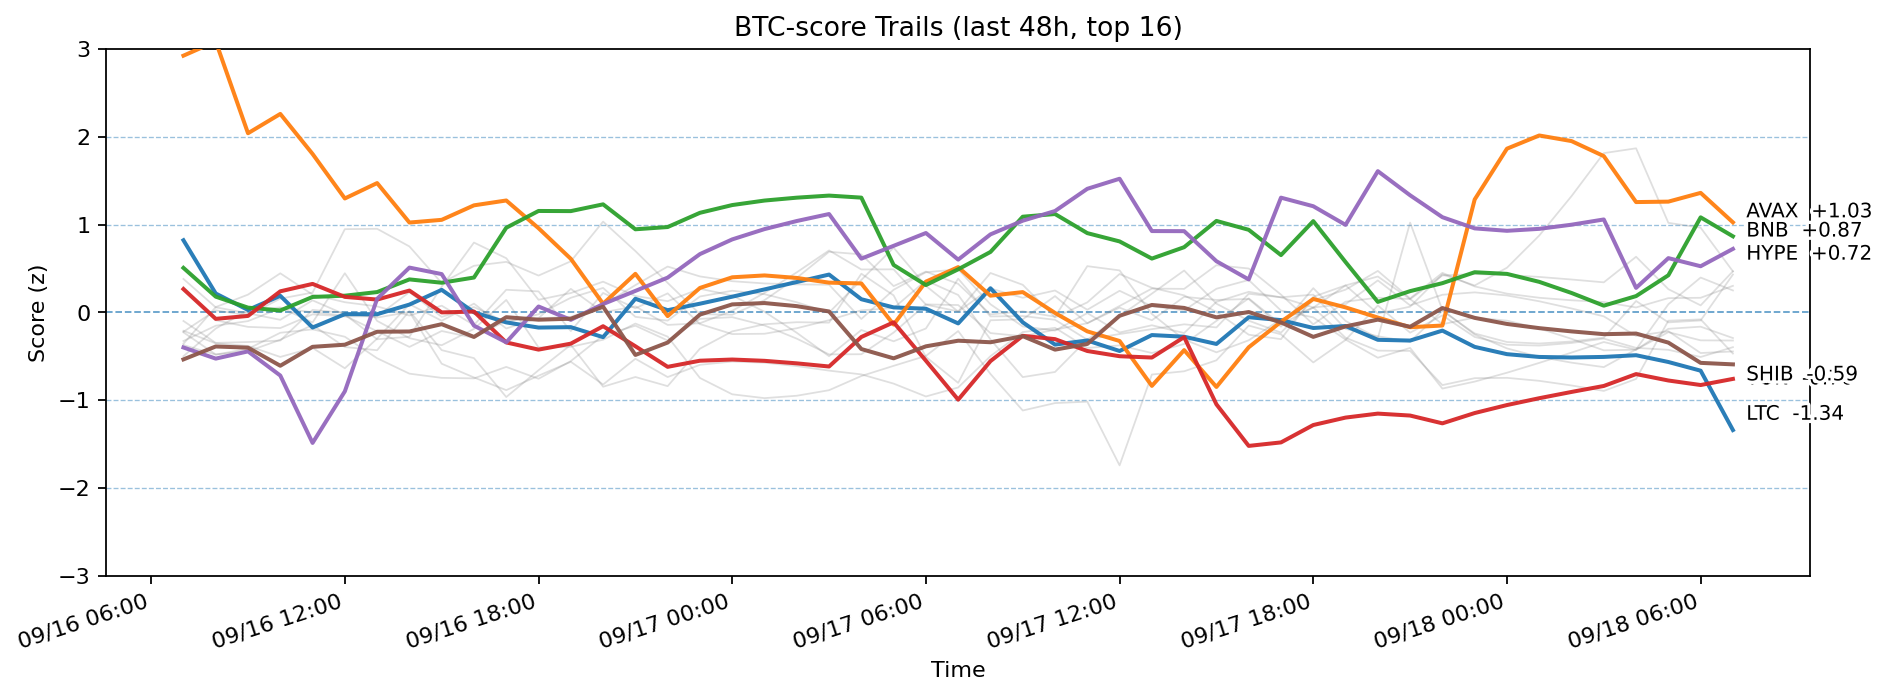 BTC-score Trails (last 48h, top 16)
Score (z)
3
2
1
0
−1
−2
−3
AVAX +1.03
BNB +0.87
HYPE +0.72
SHIB -0.59
LTC -1.34
09/16 06:00
09/16 12:00
09/16 18:00
09/17 00:00
09/17 06:00
09/17 12:00
09/17 18:00
09/18 00:00
09/18 06:00
Time